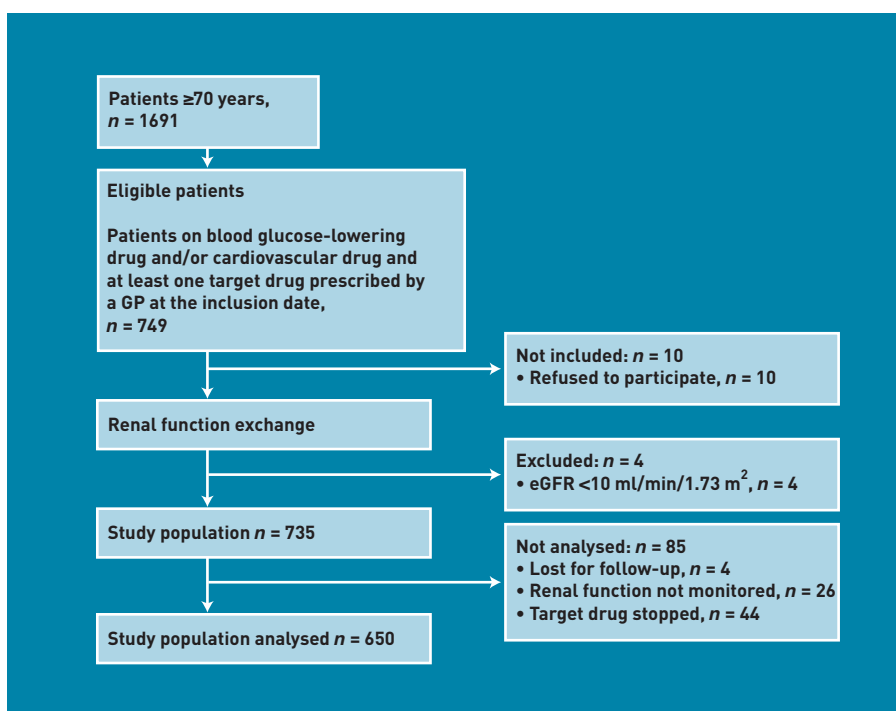 Patients ≥70 years,
n = 1691
Eligible patients
Patients on blood glucose-lowering
drug and/or cardiovascular drug and
at least one target drug prescribed by
a GP at the inclusion date,
n = 749
Not included: n = 10
• Refused to participate, n = 10
Renal function exchange
Excluded: n = 4
• eGFR <10 ml/min/1.73 m², n = 4
Study population n = 735
Not analysed: n = 85
• Lost for follow-up, n = 4
• Renal function not monitored, n = 26
• Target drug stopped, n = 44
Study population analysed n = 650